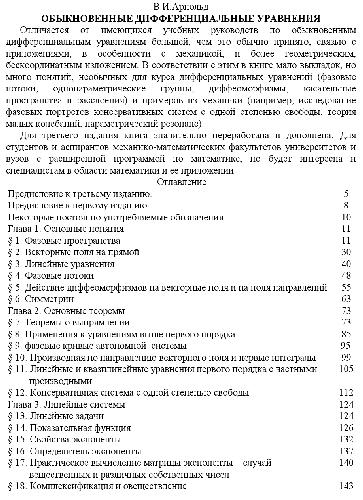 В.И.Арнольд
ОБЫКНОВЕННЫЕ ДИФФЕРЕНЦИАЛЬНЫЕ УРАВНЕНИЯ
Отличается от имеющихся учебных руководств по обыкновенным
дифференциальным уравнениям большей, чем это обычно принято, связью с
приложениями, в особенности с механикой, и более геометрическим,
бескоординатным изложением. В соответствии с этим в книге мало выкладок, но
много понятий, необычных для курса дифференциальных уравнений (фазовые
потоки, однопараметрические группы, диффеоморфизмы, касательные
пространства и расслоения) и примеров из механики (например, исследование
фазовых портретов консервативных систем с одной степенью свободы, теория
малых колебаний, параметрический резонанс).
Для третьего издания книга значительно переработана и дополнена. Для
студентов и аспирантов механико-математических факультетов университетов и
вузов с расширенной программой по математике, но будет интересна и
специалистам в области математики и ее приложений.
Оглавление
Предисловие к третьему изданию. 5
Предисловие к первому изданию 8
Некоторые постоянно употребляемые обозначения 10
Глава 1. Основные понятия 11
§ 1. Фазовые пространства 11
§ 2. Векторные поля на прямой 30
§ 3. Линейные уравнения 40
§ 4. Фазовые потоки 48
§ 5. Действие диффеоморфизмов на векторные поля и на поля направлений 55
§ 6. Симметрии 63
Глава 2. Основные теоремы 73
§ 7. Теоремы о выпрямлении 73
§ 8. Применения к уравнениям выше первого порядка 85
§ 9. фазовые кривые автономной системы 95
§ 10. Производная по направлению векторного поля и первые интегралы 99
§ 11. Линейные и квазилинейные уравнения первого порядка с частными 105
производными
§ 12. Консервативная система с одной степенью свободы 112
Глава 3. Линейные системы 124
§ 13. Линейные задачи 124
§ 14. Показательная функция 126
§ 15. Свойства экспоненты 132
§ 16. Определитель экспоненты 137
§ 17. Практическое вычисление матрицы экспоненты – случай 140
вещественных и различных собственных чисел
§ 18. Комплексификация и овеществление 143